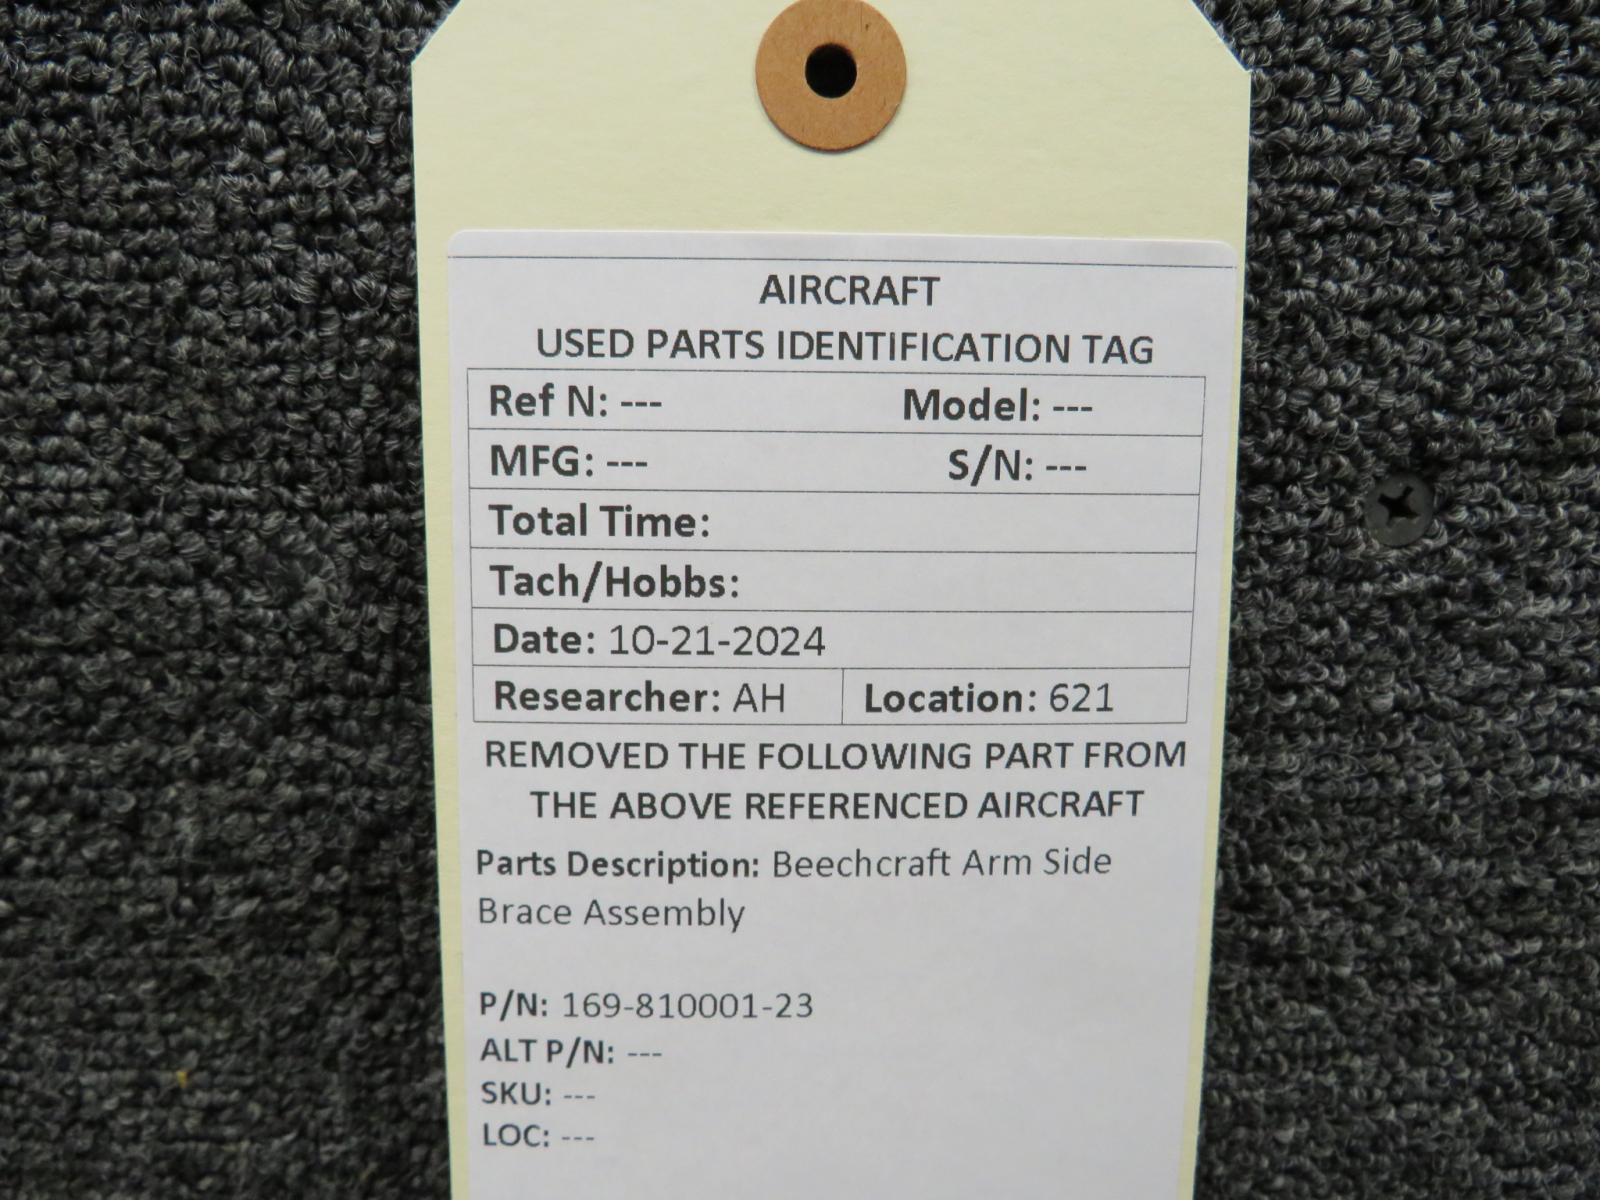 AIRCRAFT
USED PARTS IDENTIFICATION TAG
Ref N: --- Model: ---
MFG: --- S/N: ---
Total Time:
Tach/Hobbs:
Date: 10-21-2024
Researcher: AH Location: 621
REMOVED THE FOLLOWING PART FROM
THE ABOVE REFERENCED AIRCRAFT
Parts Description: Beechcraft Arm Side
Brace Assembly
P/N: 169-810001-23
ALT P/N: ---
SKU: ---
LOC: ---